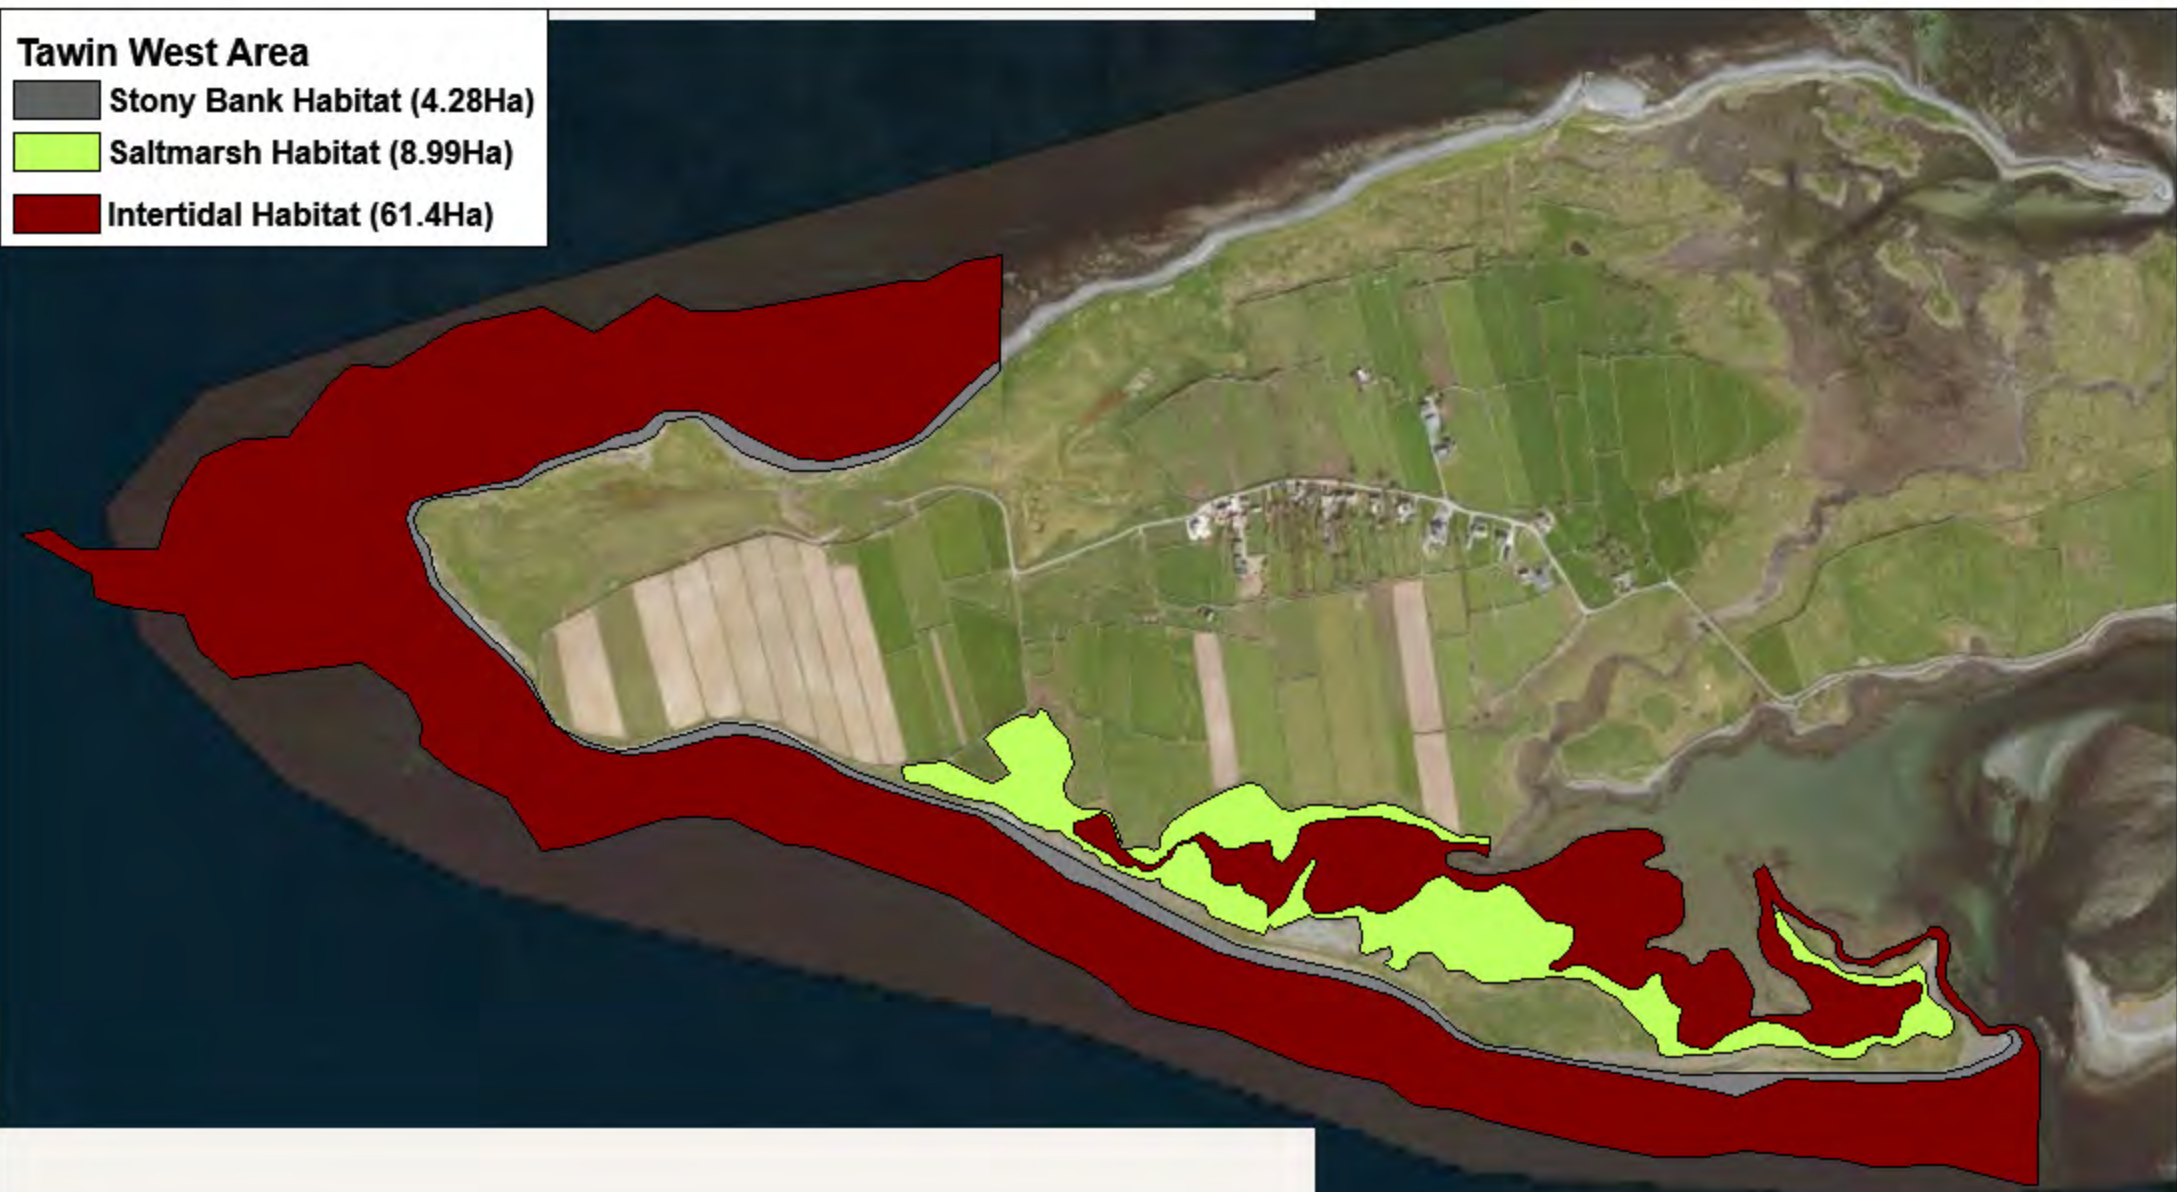 Tawin West Area
Stony Bank Habitat (4.28Ha)
Saltmarsh Habitat (8.99Ha)
Intertidal Habitat (61.4Ha)